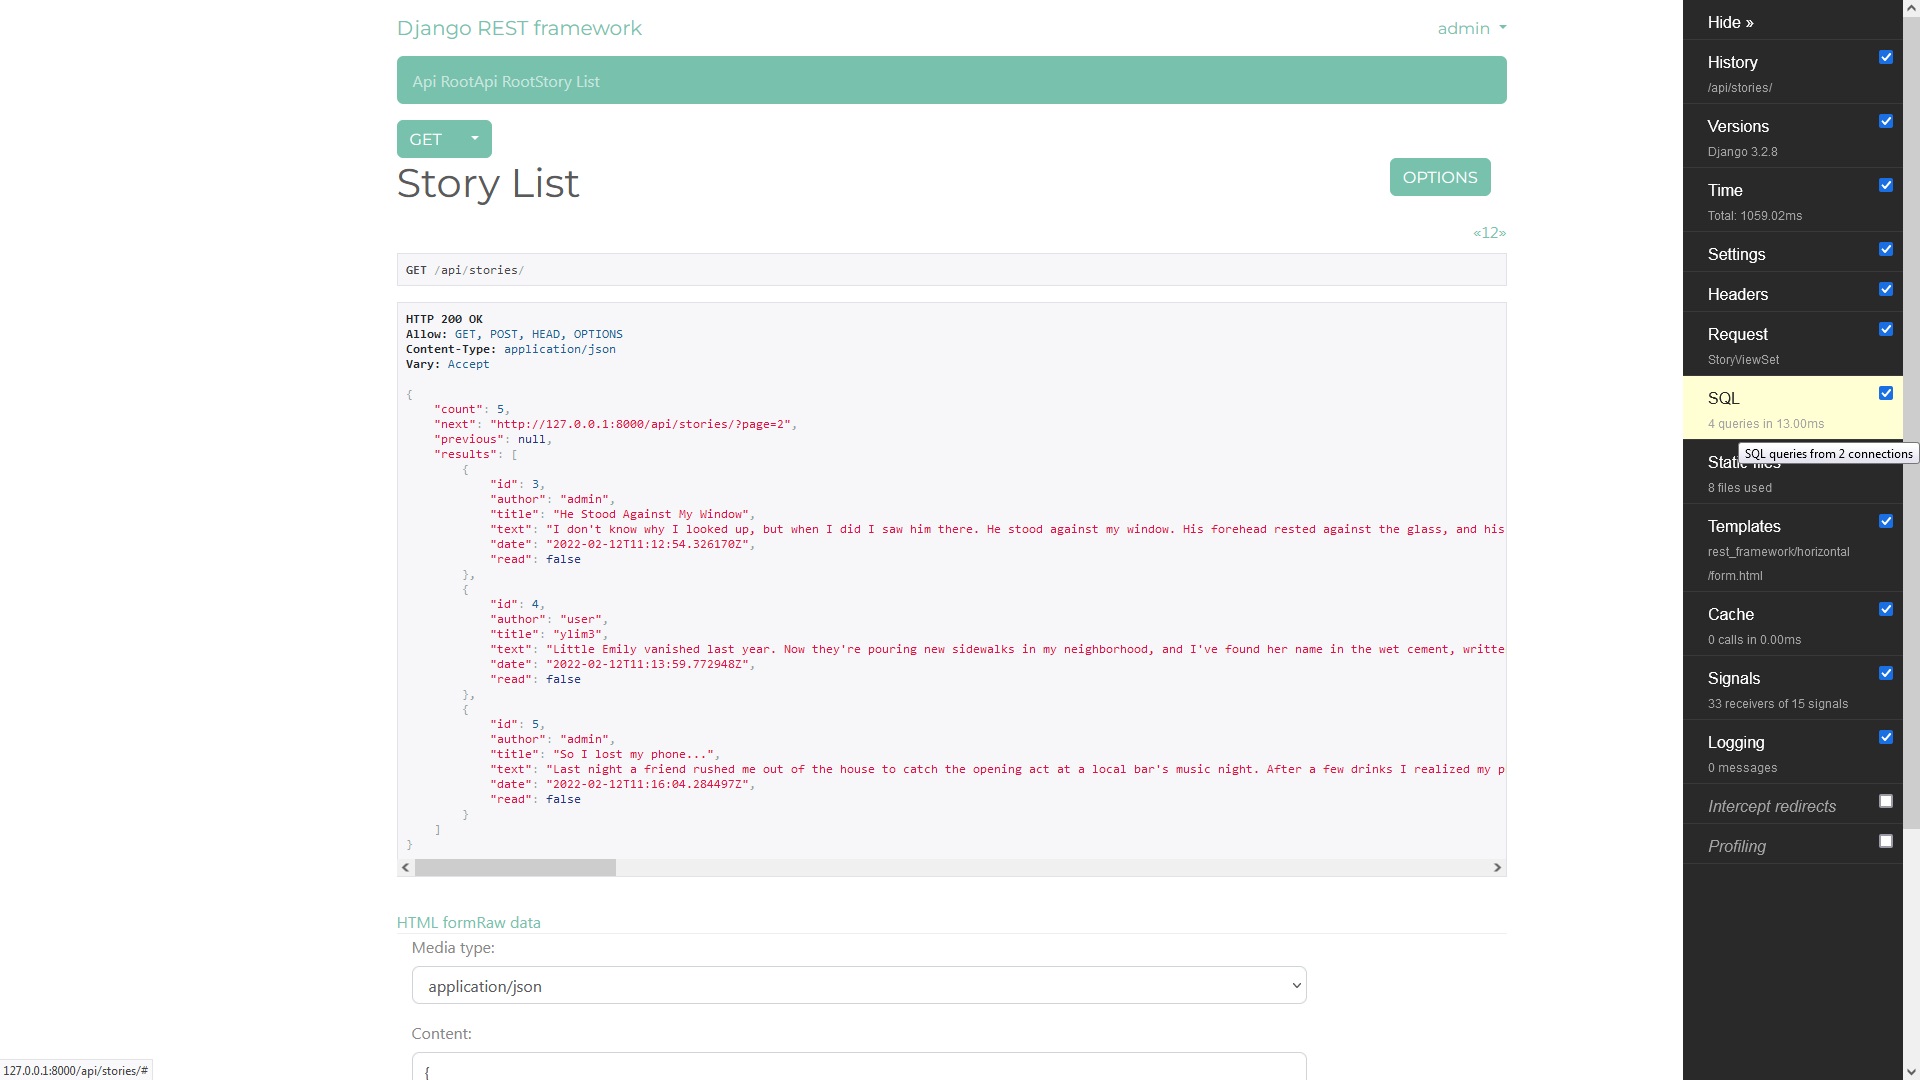 Django REST framework
admin
Api RootApi RootStory List
GET
Story List
OPTIONS
«12»
GET /api/stories/
HTTP 200 OK
Allow: GET, POST, HEAD, OPTIONS
Content-Type: application/json
Vary: Accept
{
"count": 5,
"next": "http://127.0.0.1:8000/api/stories/?page=2",
"previous": null,
"results": [
{
"id": 3,
"author": "admin",
"title": "He Stood Against My Window",
"text": "I don't know why I looked up, but when I did I saw him there. He stood against my window. His forehead rested against the glass, and his
"date": "2022-02-12T11:12:54.326170Z",
"read": false
},
{
"id": 4,
"author": "user",
"title": "ylim3",
"text": "Little Emily vanished last year. Now they're pouring new sidewalks in my neighborhood, and I've found her name in the wet cement, writte
"date": "2022-02-12T11:13:59.772948Z",
"read": false
},
{
"id": 5,
"author": "admin",
"title": "So I lost my phone...",
"text": "Last night a friend rushed me out of the house to catch the opening act at a local bar's music night. After a few drinks I realized my p
"date": "2022-02-12T11:16:04.284497Z",
"read": false
}
]
}
HTML formRaw data
Media type:
application/json
Content:
{
127.0.0.1:8000/api/stories/#
Hide »
History
/api/stories/
Versions
Django 3.2.8
Time
Total: 1059.02ms
Settings
Headers
Request
StoryViewSet
SQL
4 queries in 13.00ms
SQL queries from 2 connections
Static files
8 files used
Templates
rest_framework/horizontal
/form.html
Cache
0 calls in 0.00ms
Signals
33 receivers of 15 signals
Logging
0 messages
Intercept redirects
Profiling